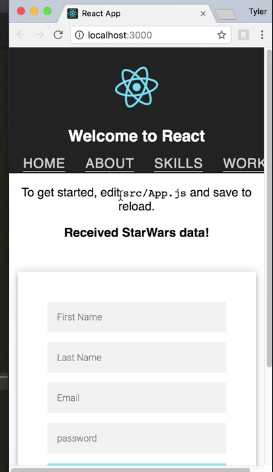 React App
Tyler
localhost:3000
Welcome to React
HOME ABOUT SKILLS WORK
To get started, edit src/App.js and save to
reload.
Received StarWars data!
First Name
Last Name
Email
password